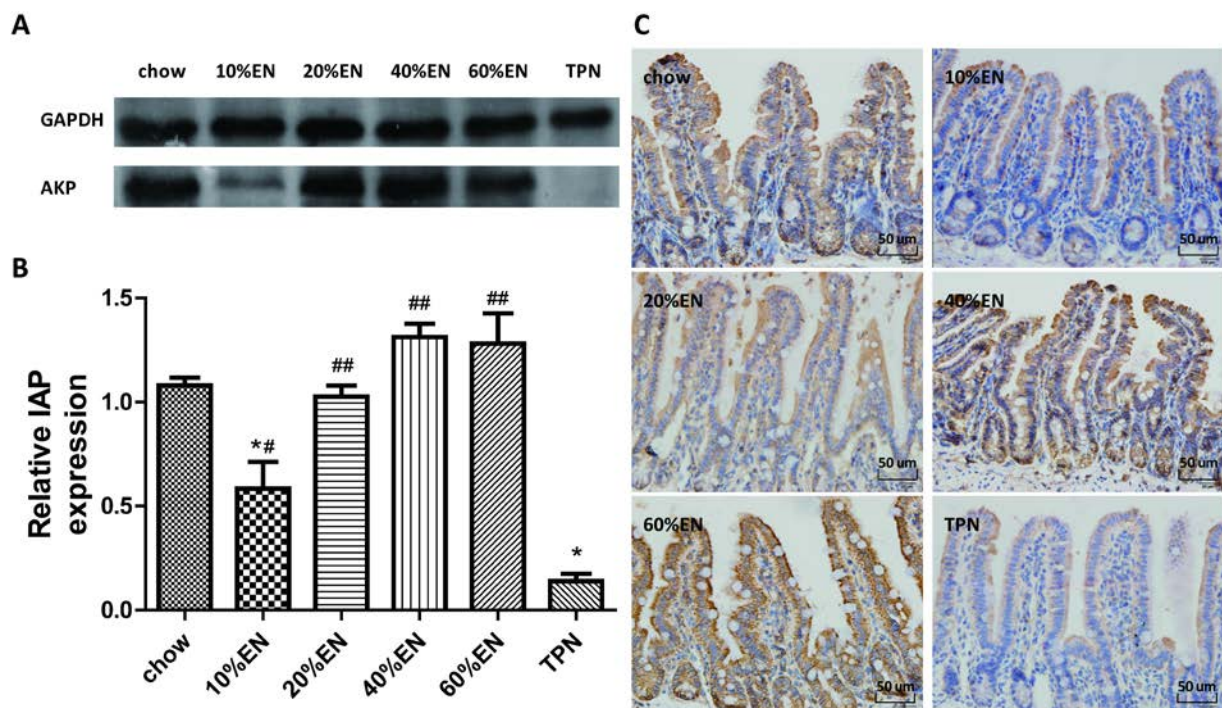 A
chow 10%EN 20%EN 40%EN 60%EN TPN
GAPDH
AKP
B
Relative IAP
expression
1.5
1.0
0.5
0.0
*#
##
##
##
*
chow
10%EN
20%EN
40%EN
60%EN
TPN
C
chow
50 um
10%EN
50 um
20%EN
50 um
40%EN
50 um
60%EN
50 um
TPN
50 um